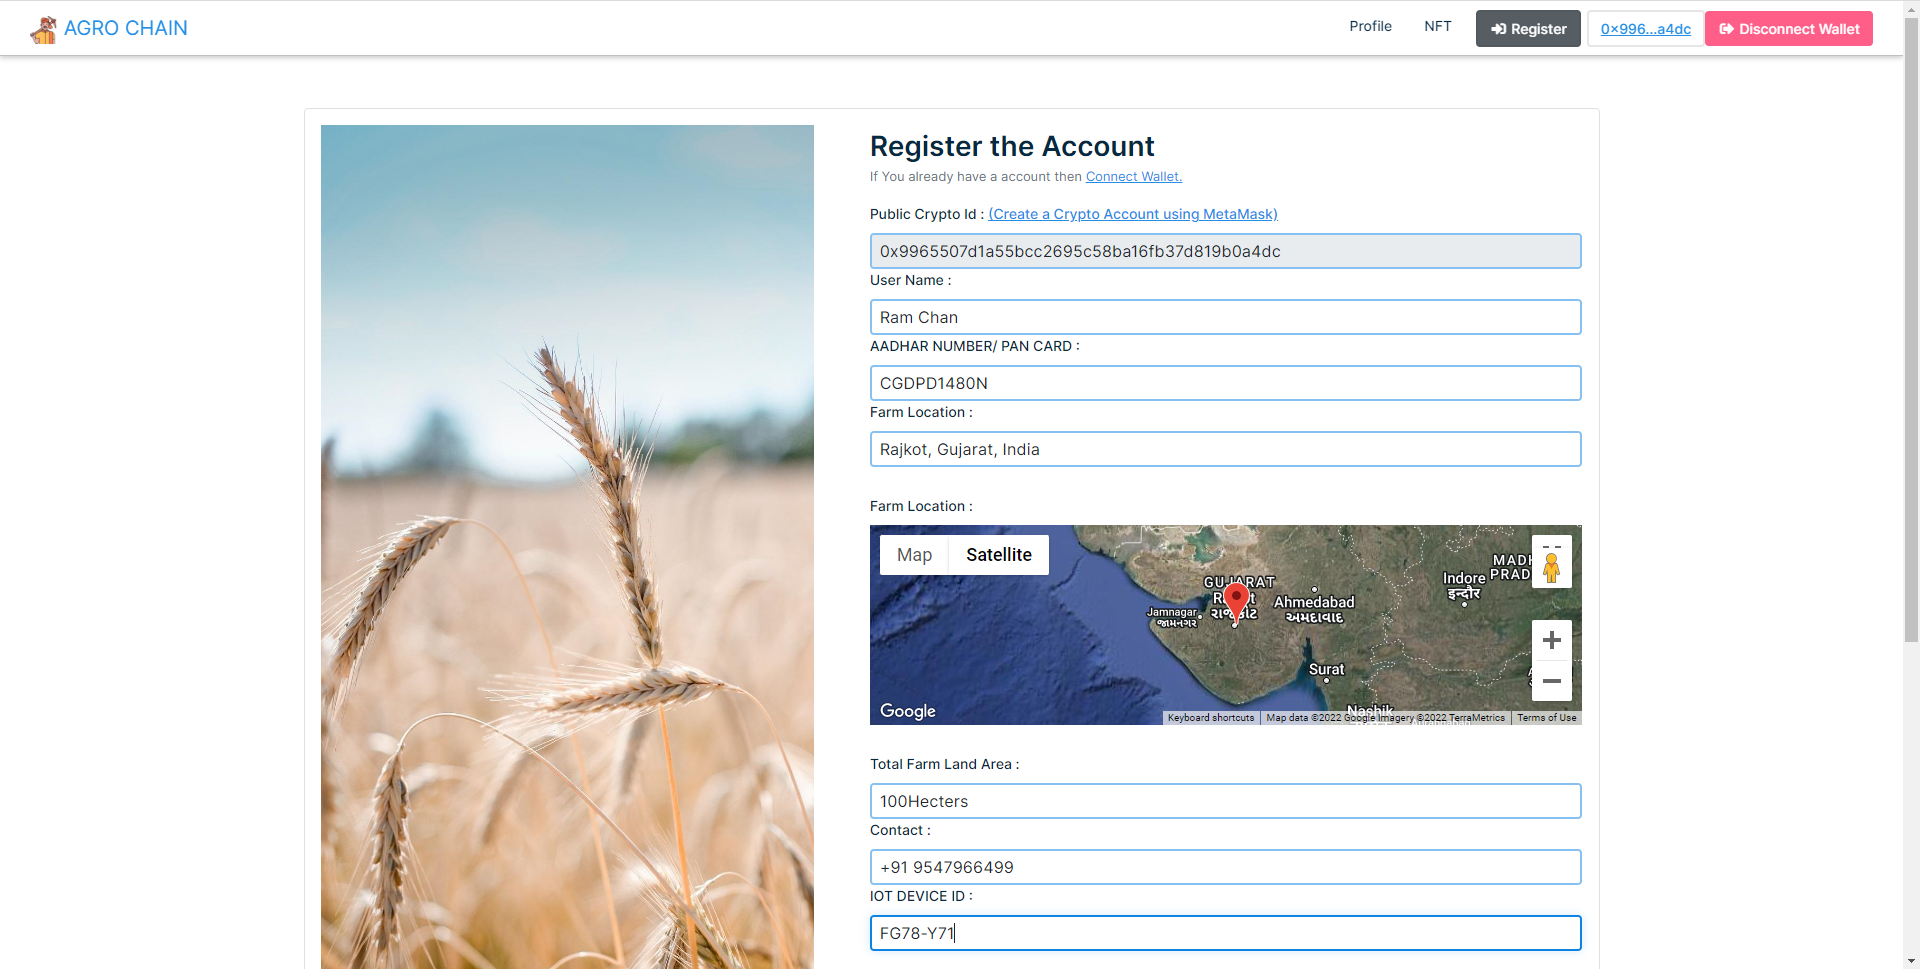 AGRO CHAIN
Profile
NFT
Register
0x996...a4dc
Disconnect Wallet
Register the Account
If You already have a account then Connect Wallet.
Public Crypto Id : (Create a Crypto Account using MetaMask)
0x9965507d1a55bcc2695c58ba16fb37d819b0a4dc
User Name :
Ram Chan
AADHAR NUMBER/ PAN CARD :
CGDPD1480N
Farm Location :
Rajkot, Gujarat, India
Farm Location :
Map
Satellite
GUJARAT
Indore
इन्दौर
Ahmedabad
અમદાવાદ
Jamnagar
જામનગર
Surat
Nashik
Google
Keyboard shortcuts
Map data ©2022 Google Imagery ©2022 TerraMetrics
Terms of Use
Total Farm Land Area :
100Hecters
Contact :
+91 9547966499
IOT DEVICE ID :
FG78-Y71